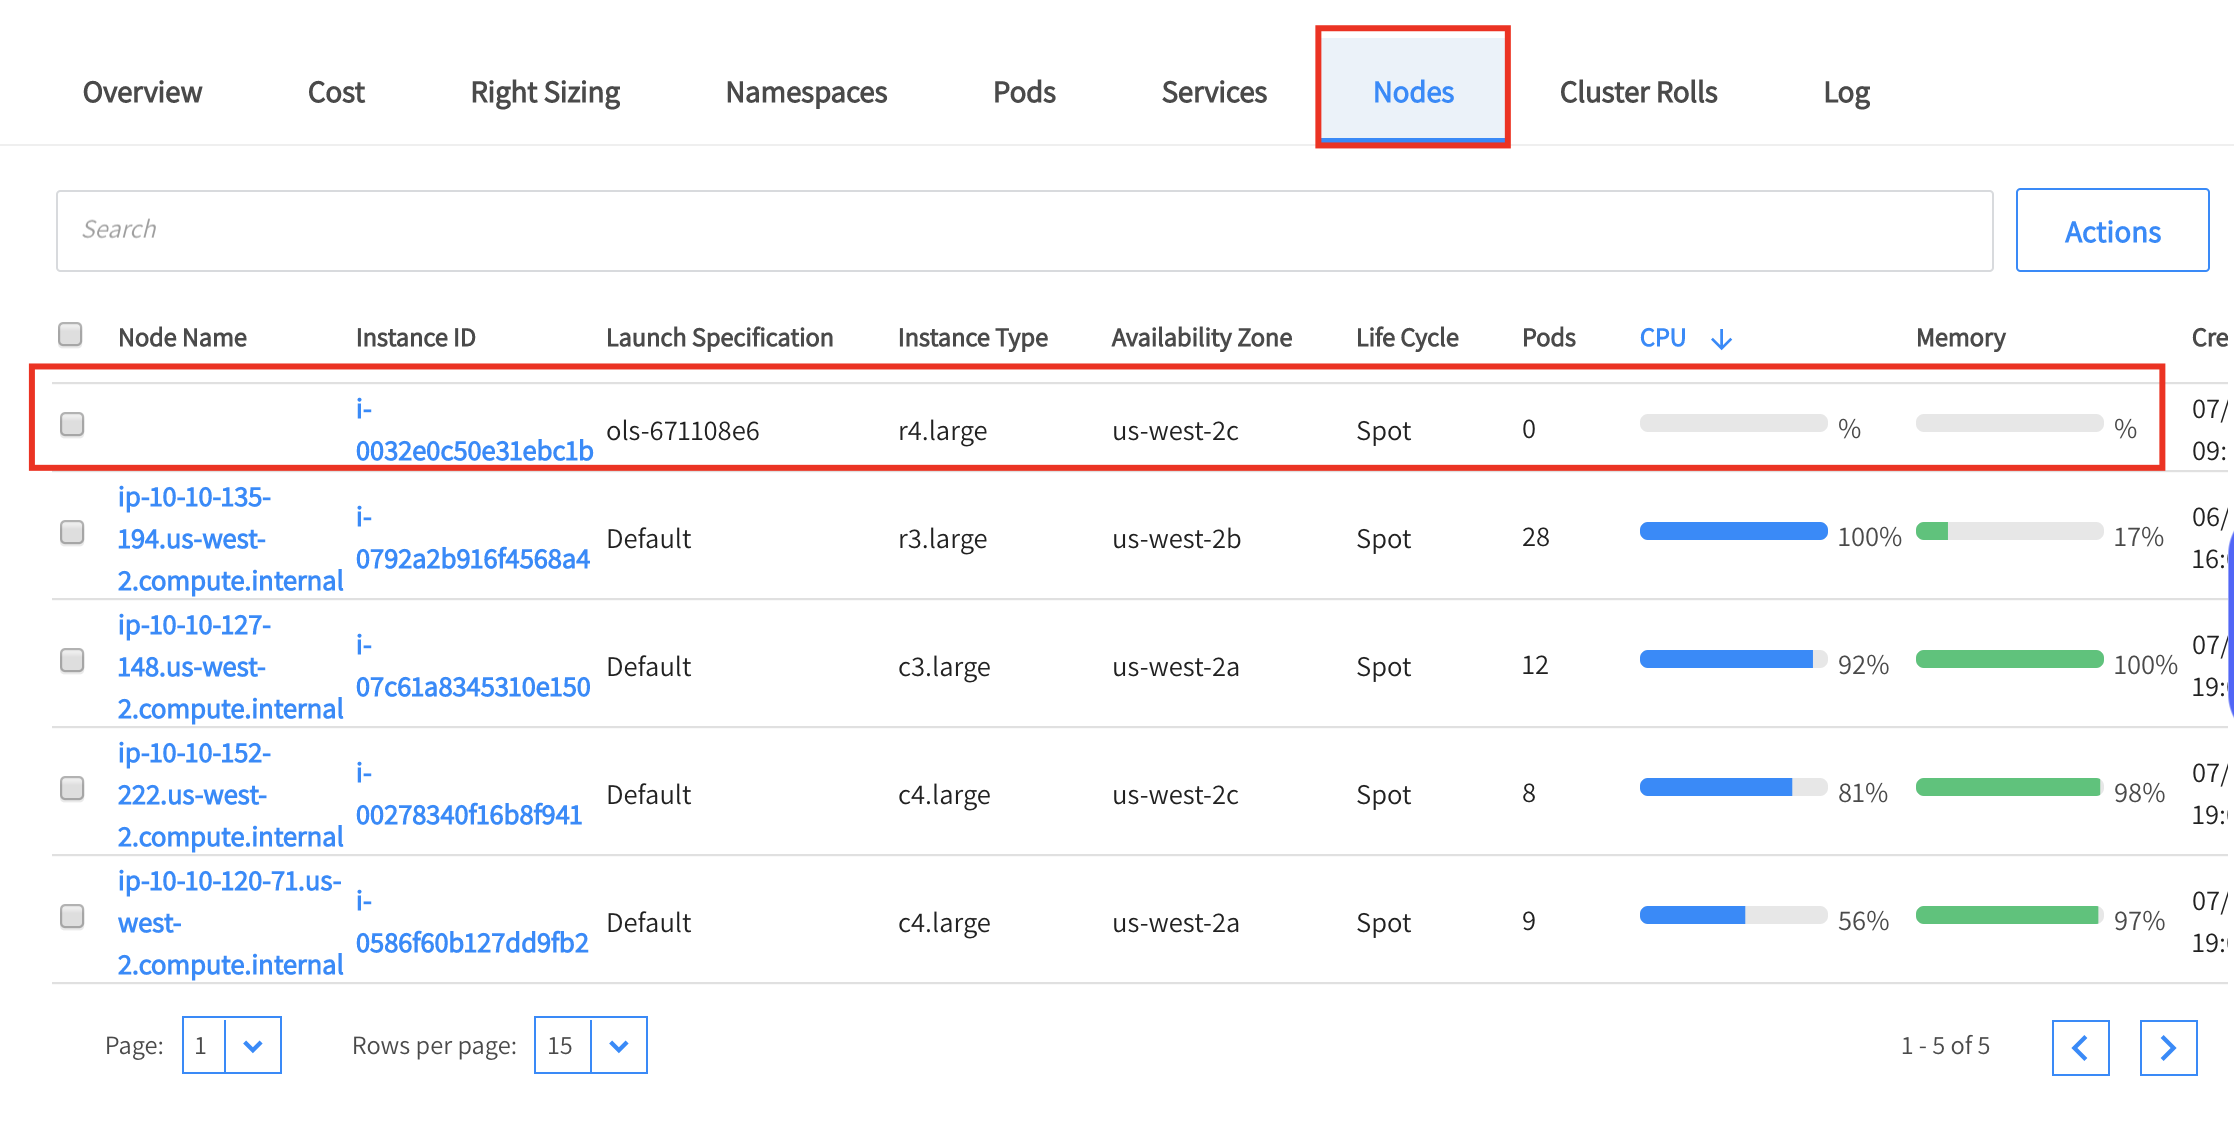 Overview Cost Right Sizing Namespaces Pods Services Nodes Cluster Rolls Log
Search
Actions
Node Name Instance ID Launch Specification Instance Type Availability Zone Life Cycle Pods CPU Memory Cre
i-
0032e0c50e31ebc1b ols-671108e6 r4.large us-west-2c Spot 0 % % 07/
09:
ip-10-10-135-
194.us-west-
2.compute.internal
i-
0792a2b916f4568a4 Default r3.large us-west-2b Spot 28 100% 17% 06/
16:
ip-10-10-127-
148.us-west-
2.compute.internal
i-
07c61a8345310e150 Default c3.large us-west-2a Spot 12 92% 100% 07/
19:
ip-10-10-152-
222.us-west-
2.compute.internal
i-
00278340f16b8f941 Default c4.large us-west-2c Spot 8 81% 98% 07/
19:
ip-10-10-120-71.us-
west-
2.compute.internal
i-
0586f60b127dd9fb2 Default c4.large us-west-2a Spot 9 56% 97% 07/
19:
Page: 1 Rows per page: 15 1 - 5 of 5